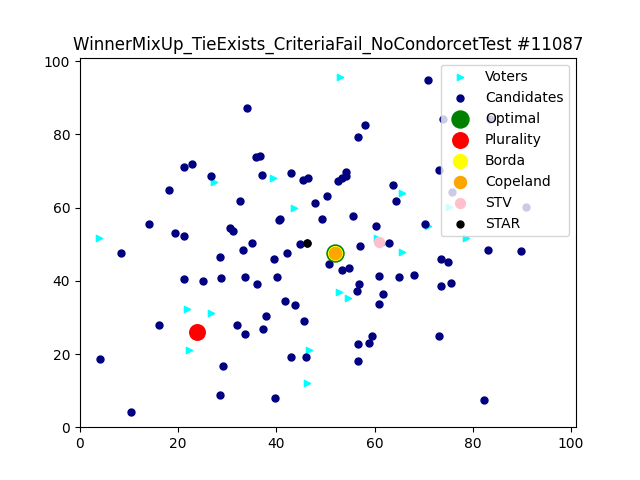 WinnerMixUp_TieExists_CriteriaFail_NoCondorcetTest #11087
100
80
60
40
20
0
0 20 40 60 80 100
Voters
Candidates
Optimal
Plurality
Borda
Copeland
STV
STAR